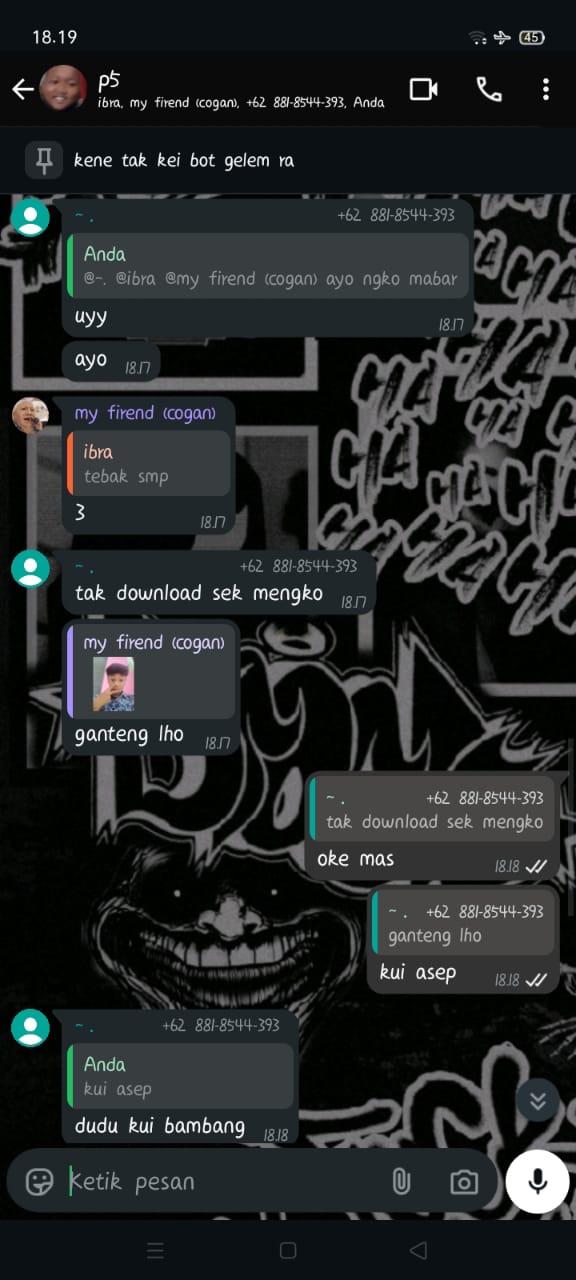 18.19
45
p5
ibra, my firend (cogan), +62 881-8544-393, Anda
kene tak kei bot gelem ra
~ . +62 881-8544-393
Anda
@~. @ibra @my firend (cogan) ayo ngko mabar
uyy 18.17
ayo 18.17
my firend (cogan)
ibra
tebak smp
3 18.17
~ . +62 881-8544-393
tak download sek mengko 18.17
my firend (cogan)
ganteng lho 18.17
~ . +62 881-8544-393
tak download sek mengko
oke mas 18.18
~ . +62 881-8544-393
ganteng lho
kui asep 18.18
~ . +62 881-8544-393
Anda
kui asep
dudu kui bambang 18.18
Ketik pesan